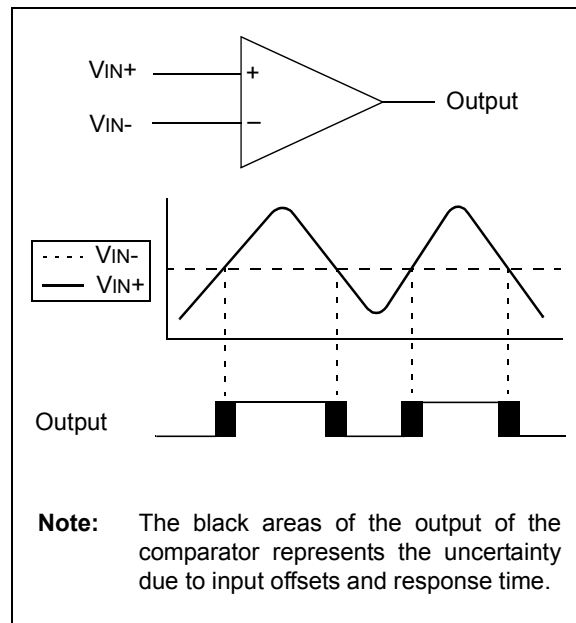 VIN+
+
Output
VIN-
–
VIN-
VIN+
Output
Note: The black areas of the output of the
comparator represents the uncertainty
due to input offsets and response time.